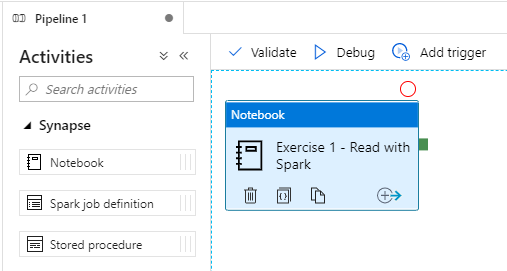 Pipeline 1
Activities
Search activities
Synapse
Notebook
Spark job definition
Stored procedure
Validate
Debug
Add trigger
Notebook
Exercise 1 - Read with
Spark